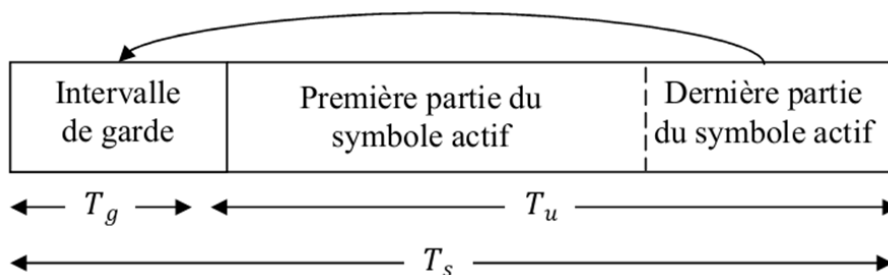 Intervalle
de garde
Première partie du
symbole actif
Dernière partie
du symbole actif
T_g
T_u
T_s